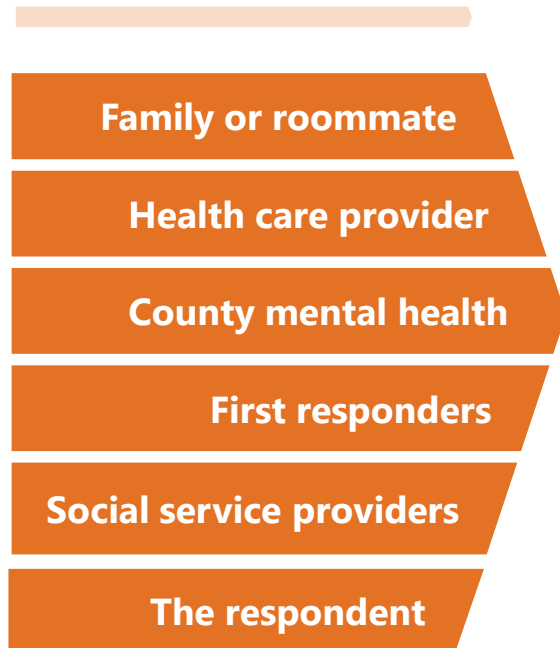 Family or roommate
Health care provider
County mental health
First responders
Social service providers
The respondent